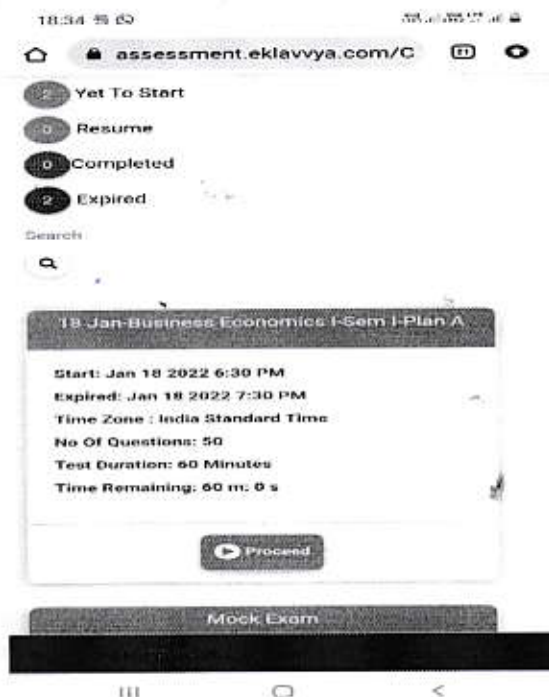 18:34
assessment.eklavvya.com/C
2 Yet To Start
0 Resume
0 Completed
2 Expired
Search
18 Jan-Business Economics I-Sem I-Plan A
Start: Jan 18 2022 6:30 PM
Expired: Jan 18 2022 7:30 PM
Time Zone : India Standard Time
No Of Questions: 50
Test Duration: 60 Minutes
Time Remaining: 60 m: 0 s
Proceed
Mock Exam